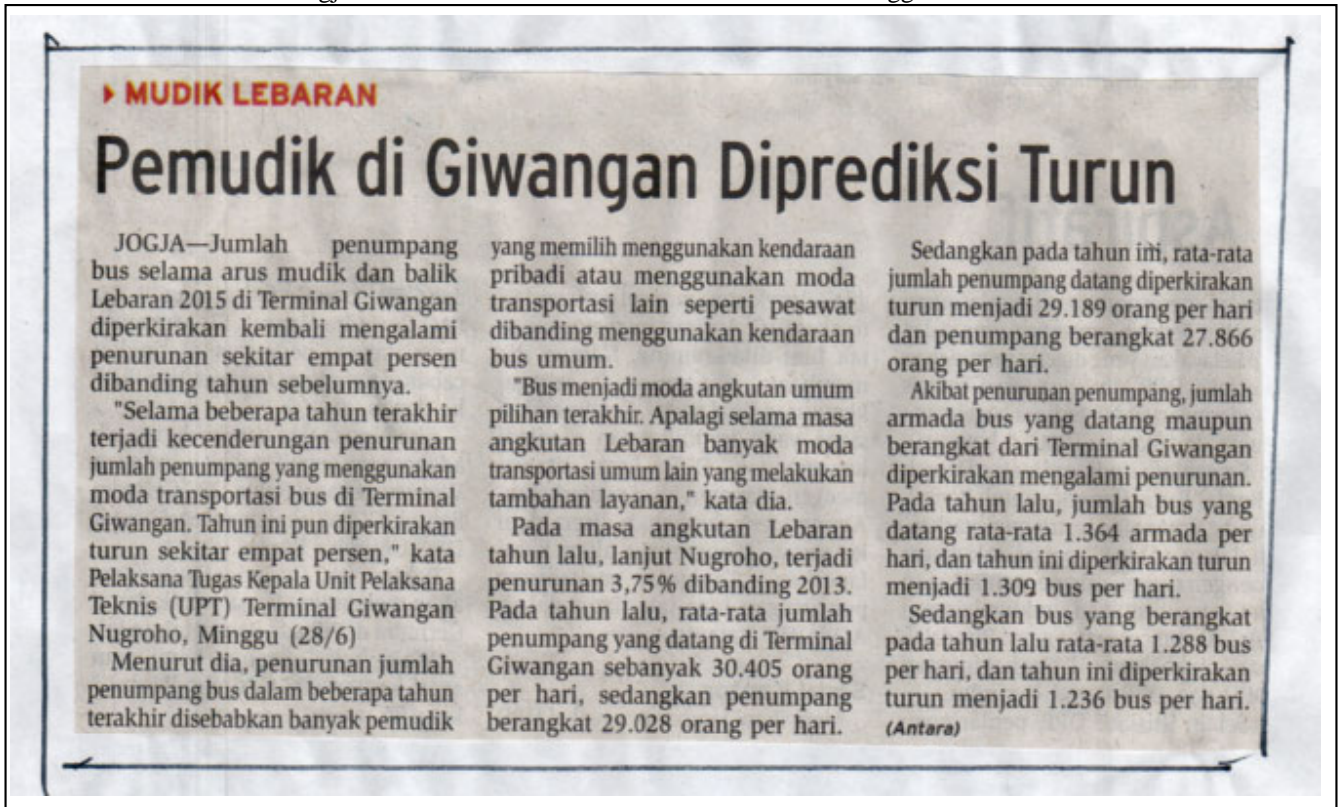 MUDIK LEBARAN
Pemudik di Giwangan Diprediksi Turun
JOGJA—Jumlah penumpang
bus selama arus mudik dan balik
Lebaran 2015 di Terminal Giwangan
diperkirakan kembali mengalami
penurunan sekitar empat persen
dibanding tahun sebelumnya.
"Selama beberapa tahun terakhir
terjadi kecenderungan penurunan
jumlah penumpang yang menggunakan
moda transportasi bus di Terminal
Giwangan. Tahun ini pun diperkirakan
turun sekitar empat persen," kata
Pelaksana Tugas Kepala Unit Pelaksana
Teknis (UPT) Terminal Giwangan
Nugroho, Minggu (28/6)
Menurut dia, penurunan jumlah
penumpang bus dalam beberapa tahun
terakhir disebabkan banyak pemudik
yang memilih menggunakan kendaraan
pribadi atau menggunakan moda
transportasi lain seperti pesawat
dibanding menggunakan kendaraan
bus umum.
"Bus menjadi moda angkutan umum
pilihan terakhir. Apalagi selama masa
angkutan Lebaran banyak moda
transportasi umum lain yang melakukan
tambahan layanan," kata dia.
Pada masa angkutan Lebaran
tahun lalu, lanjut Nugroho, terjadi
penurunan 3,75% dibanding 2013.
Pada tahun lalu, rata-rata jumlah
penumpang yang datang di Terminal
Giwangan sebanyak 30.405 orang
per hari, sedangkan penumpang
berangkat 29.028 orang per hari.
Sedangkan pada tahun ini, rata-rata
jumlah penumpang datang diperkirakan
turun menjadi 29.189 orang per hari
dan penumpang berangkat 27.866
orang per hari.
Akibat penurunan penumpang, jumlah
armada bus yang datang maupun
berangkat dari Terminal Giwangan
diperkirakan mengalami penurunan.
Pada tahun lalu, jumlah bus yang
datang rata-rata 1.364 armada per
hari, dan tahun ini diperkirakan turun
menjadi 1.309 bus per hari.
Sedangkan bus yang berangkat
pada tahun lalu rata-rata 1.288 bus
per hari, dan tahun ini diperkirakan
turun menjadi 1.236 bus per hari.
(Antara)